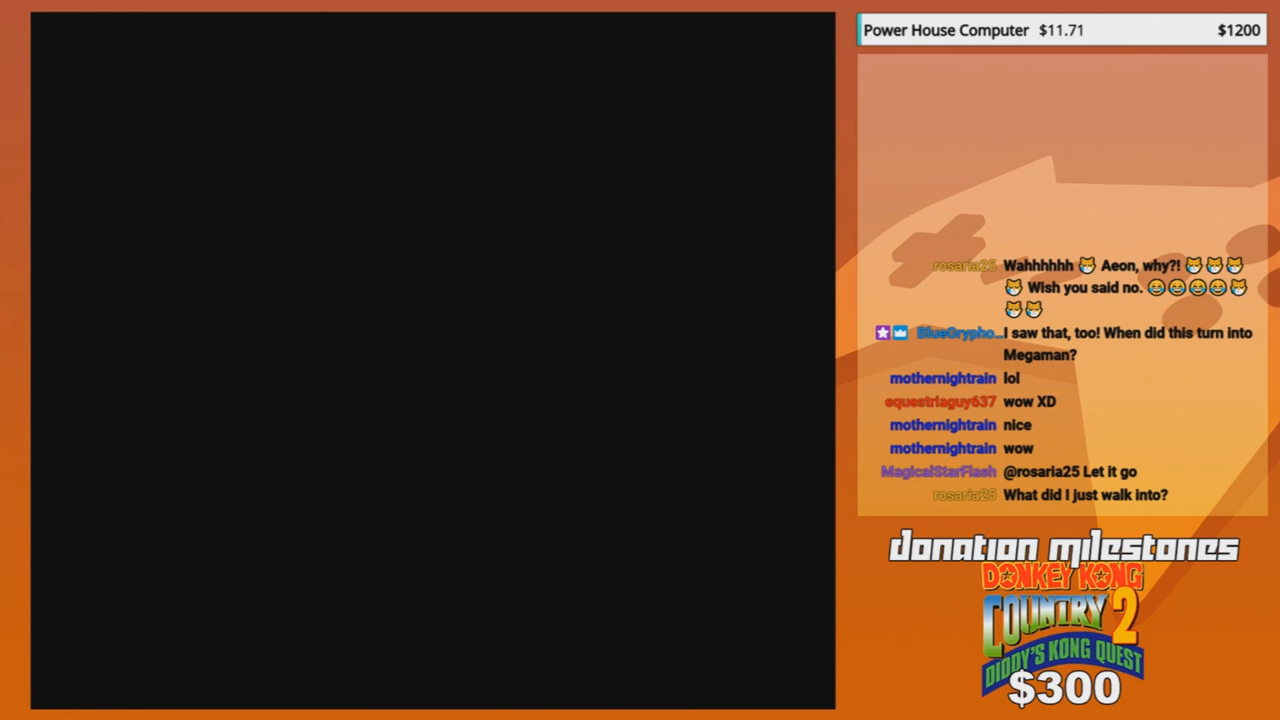 Power House Computer $11.71 $1200
rosaria25 Wahhhhhh 😹 Aeon, why?! 😹😹😹
😹 Wish you said no. 😂😂😂😂😹
😹😹
BlueGrypho... I saw that, too! When did this turn into
Megaman?
mothernightrain lol
equestriaguy637 wow XD
mothernightrain nice
mothernightrain wow
MagicalStarFlash @rosaria25 Let it go
rosaria25 What did I just walk into?
donation milestones
DONKEY KONG
COUNTRY 2
DIDDY'S KONG QUEST
$300